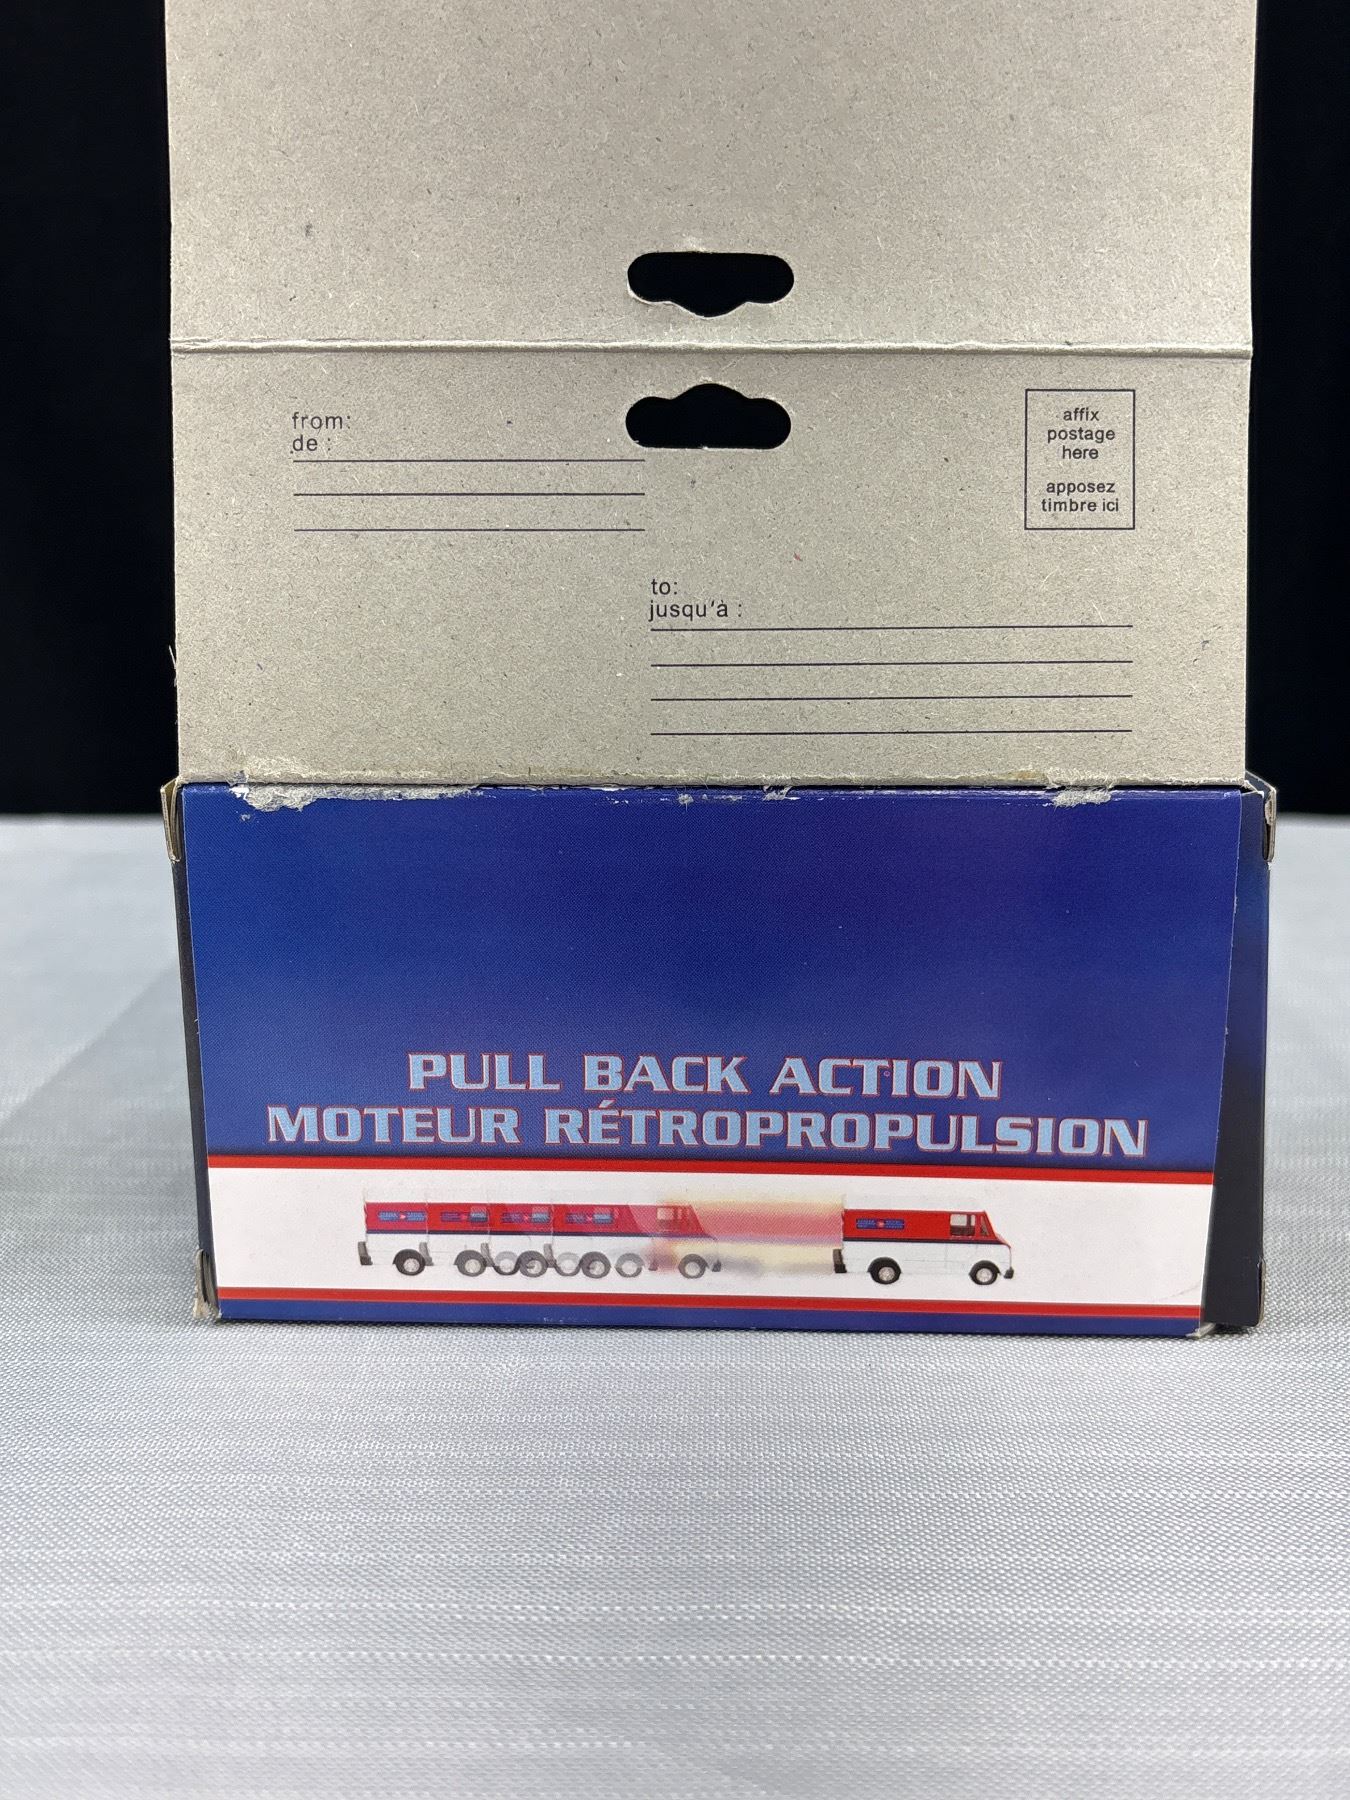 from:
de :
affix
postage
here
apposez
timbre ici
to:
jusqu'à :
PULL BACK ACTION
MOTEUR RÉTROPROPULSION